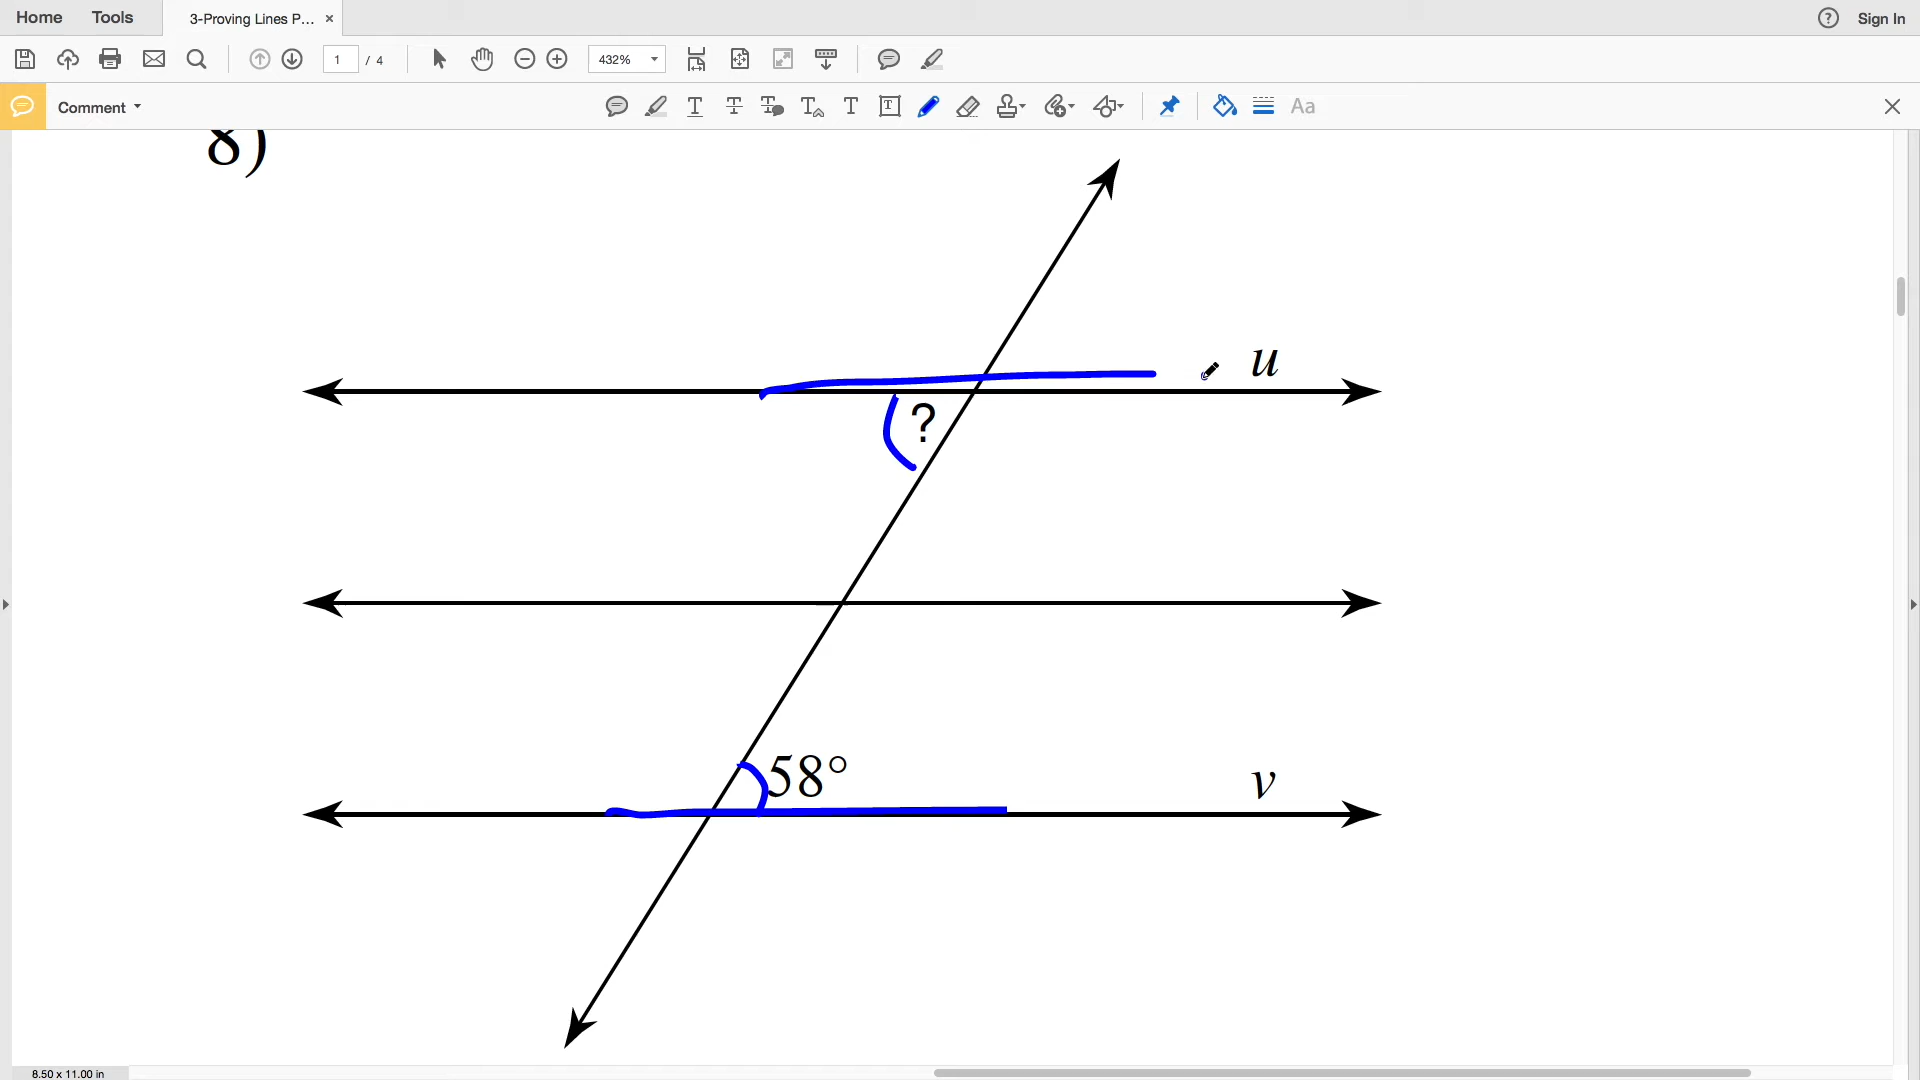 Home Tools 3-Proving Lines P... × ? Sign In
1 / 4 432%
Comment T T T T T T Aa
8)
u
?
58°
v
8.50 x 11.00 in